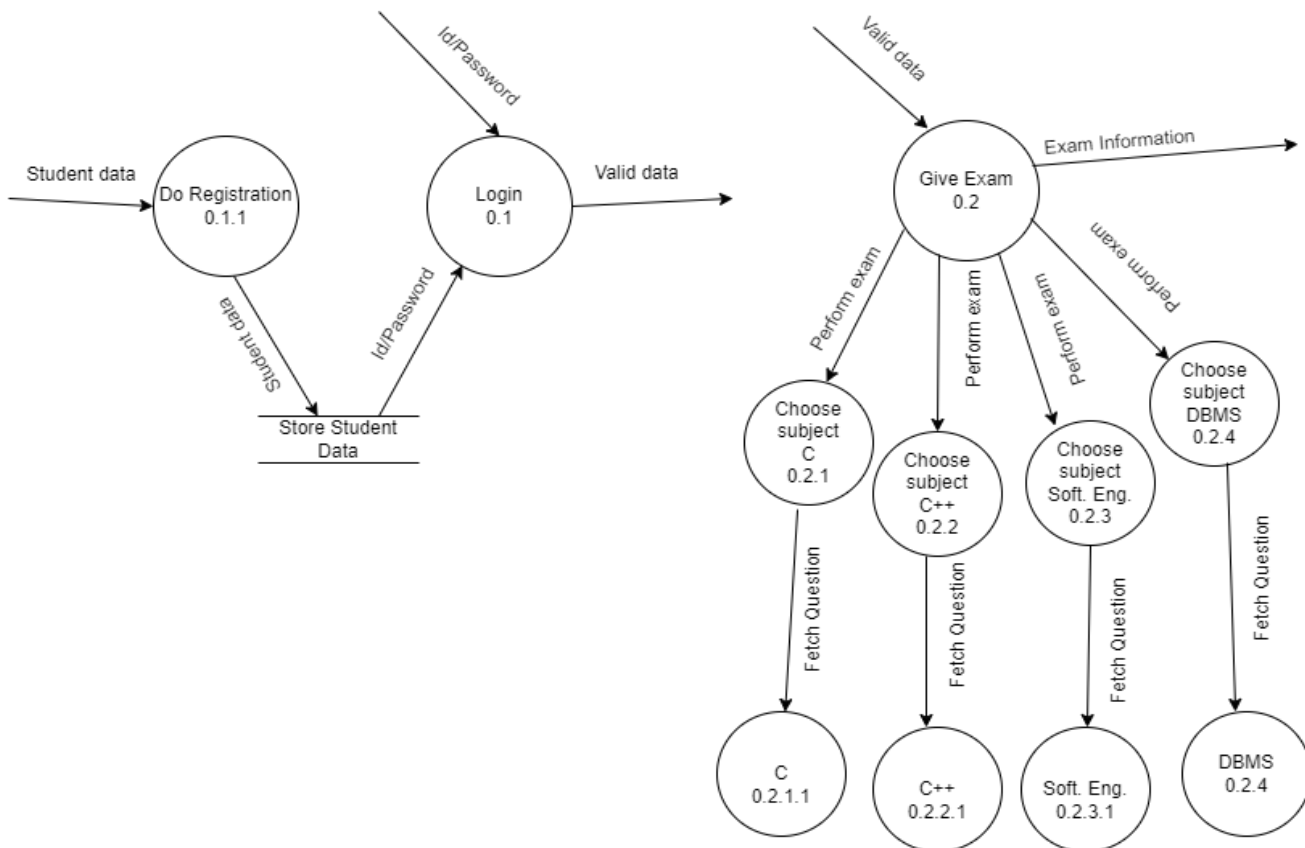 Id/Password
Student data
Do Registration
0.1.1
Login
0.1
Valid data
Student data
Id/Password
Store Student
Data
Valid data
Give Exam
0.2
Exam Information
Perform exam
Perform exam
Perform exam
Perform exam
Choose
subject
C
0.2.1
Choose
subject
C++
0.2.2
Choose
subject
Soft. Eng.
0.2.3
Choose
subject
DBMS
0.2.4
Fetch Question
Fetch Question
Fetch Question
Fetch Question
C
0.2.1.1
C++
0.2.2.1
Soft. Eng.
0.2.3.1
DBMS
0.2.4